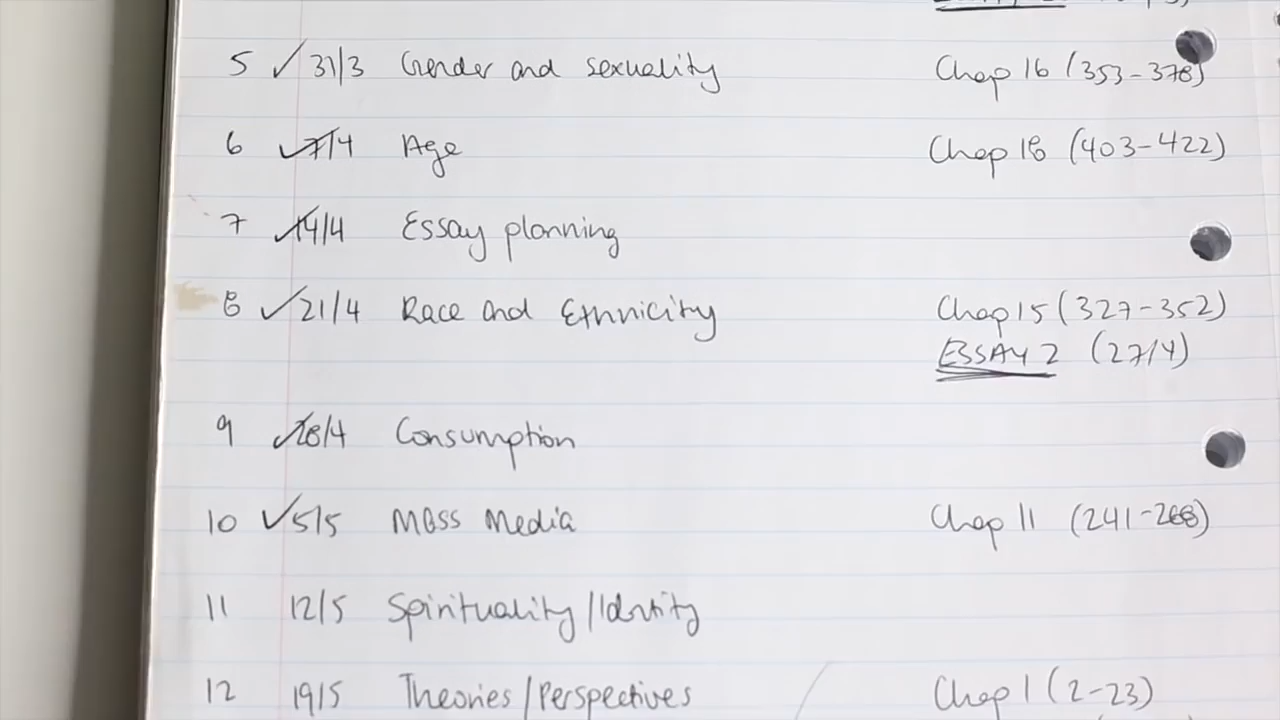 5 ✓ 31/3 Gender and sexuality Chap 16 (353-378)
6 ✓ 7/4 Age Chap 18 (403-422)
7 ✓ 14/4 Essay planning
8 ✓ 21/4 Race and Ethnicity Chap 15 (327-352)
ESSAY 2 (27/4)
9 ✓ 28/4 Consumption
10 ✓ 5/5 Mass Media Chap 11 (241-268)
11 12/5 Spirituality/Identity
12 19/5 Theories/Perspectives Chap 1 (2-23)